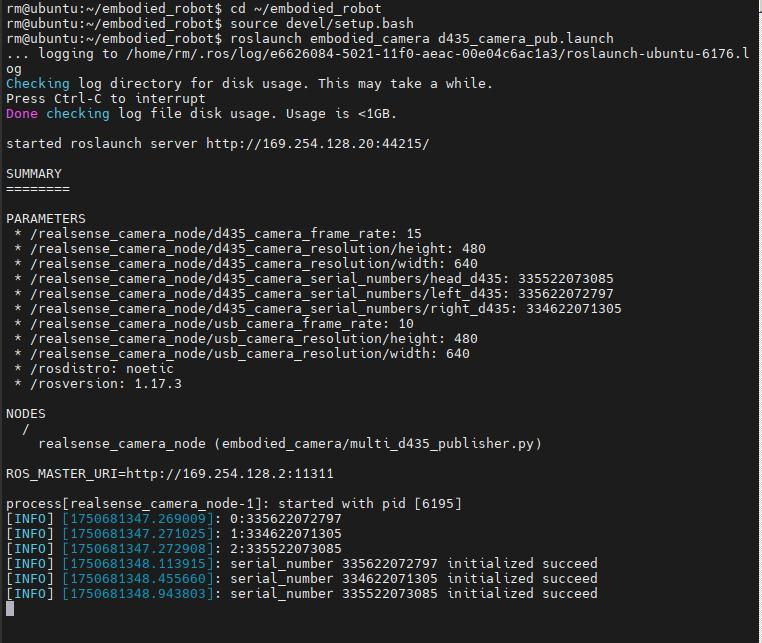 rm@ubuntu:~/embodied_robot$ cd ~/embodied_robot
rm@ubuntu:~/embodied_robot$ source devel/setup.bash
rm@ubuntu:~/embodied_robot$ roslaunch embodied_camera d435_camera_pub.launch
... logging to /home/rm/.ros/log/e6626084-5021-11f0-aeac-00e04c6ac1a3/roslaunch-ubuntu-6176.l
og
Checking log directory for disk usage. This may take a while.
Press Ctrl-C to interrupt
Done checking log file disk usage. Usage is <1GB.
started roslaunch server http://169.254.128.20:44215/
SUMMARY
========
PARAMETERS
* /realsense_camera_node/d435_camera_frame_rate: 15
* /realsense_camera_node/d435_camera_resolution/height: 480
* /realsense_camera_node/d435_camera_resolution/width: 640
* /realsense_camera_node/d435_camera_serial_numbers/head_d435: 335522073085
* /realsense_camera_node/d435_camera_serial_numbers/left_d435: 335622072797
* /realsense_camera_node/d435_camera_serial_numbers/right_d435: 334622071305
* /realsense_camera_node/usb_camera_frame_rate: 10
* /realsense_camera_node/usb_camera_resolution/height: 480
* /realsense_camera_node/usb_camera_resolution/width: 640
* /rosdistro: noetic
* /rosversion: 1.17.3
NODES
/
realsense_camera_node (embodied_camera/multi_d435_publisher.py)
ROS_MASTER_URI=http://169.254.128.2:11311
process[realsense_camera_node-1]: started with pid [6195]
[INFO] [1750681347.269009]: 0:335622072797
[INFO] [1750681347.271025]: 1:334622071305
[INFO] [1750681347.272908]: 2:335522073085
[INFO] [1750681348.113915]: serial_number 335622072797 initialized succeed
[INFO] [1750681348.455660]: serial_number 334622071305 initialized succeed
[INFO] [1750681348.943803]: serial_number 335522073085 initialized succeed